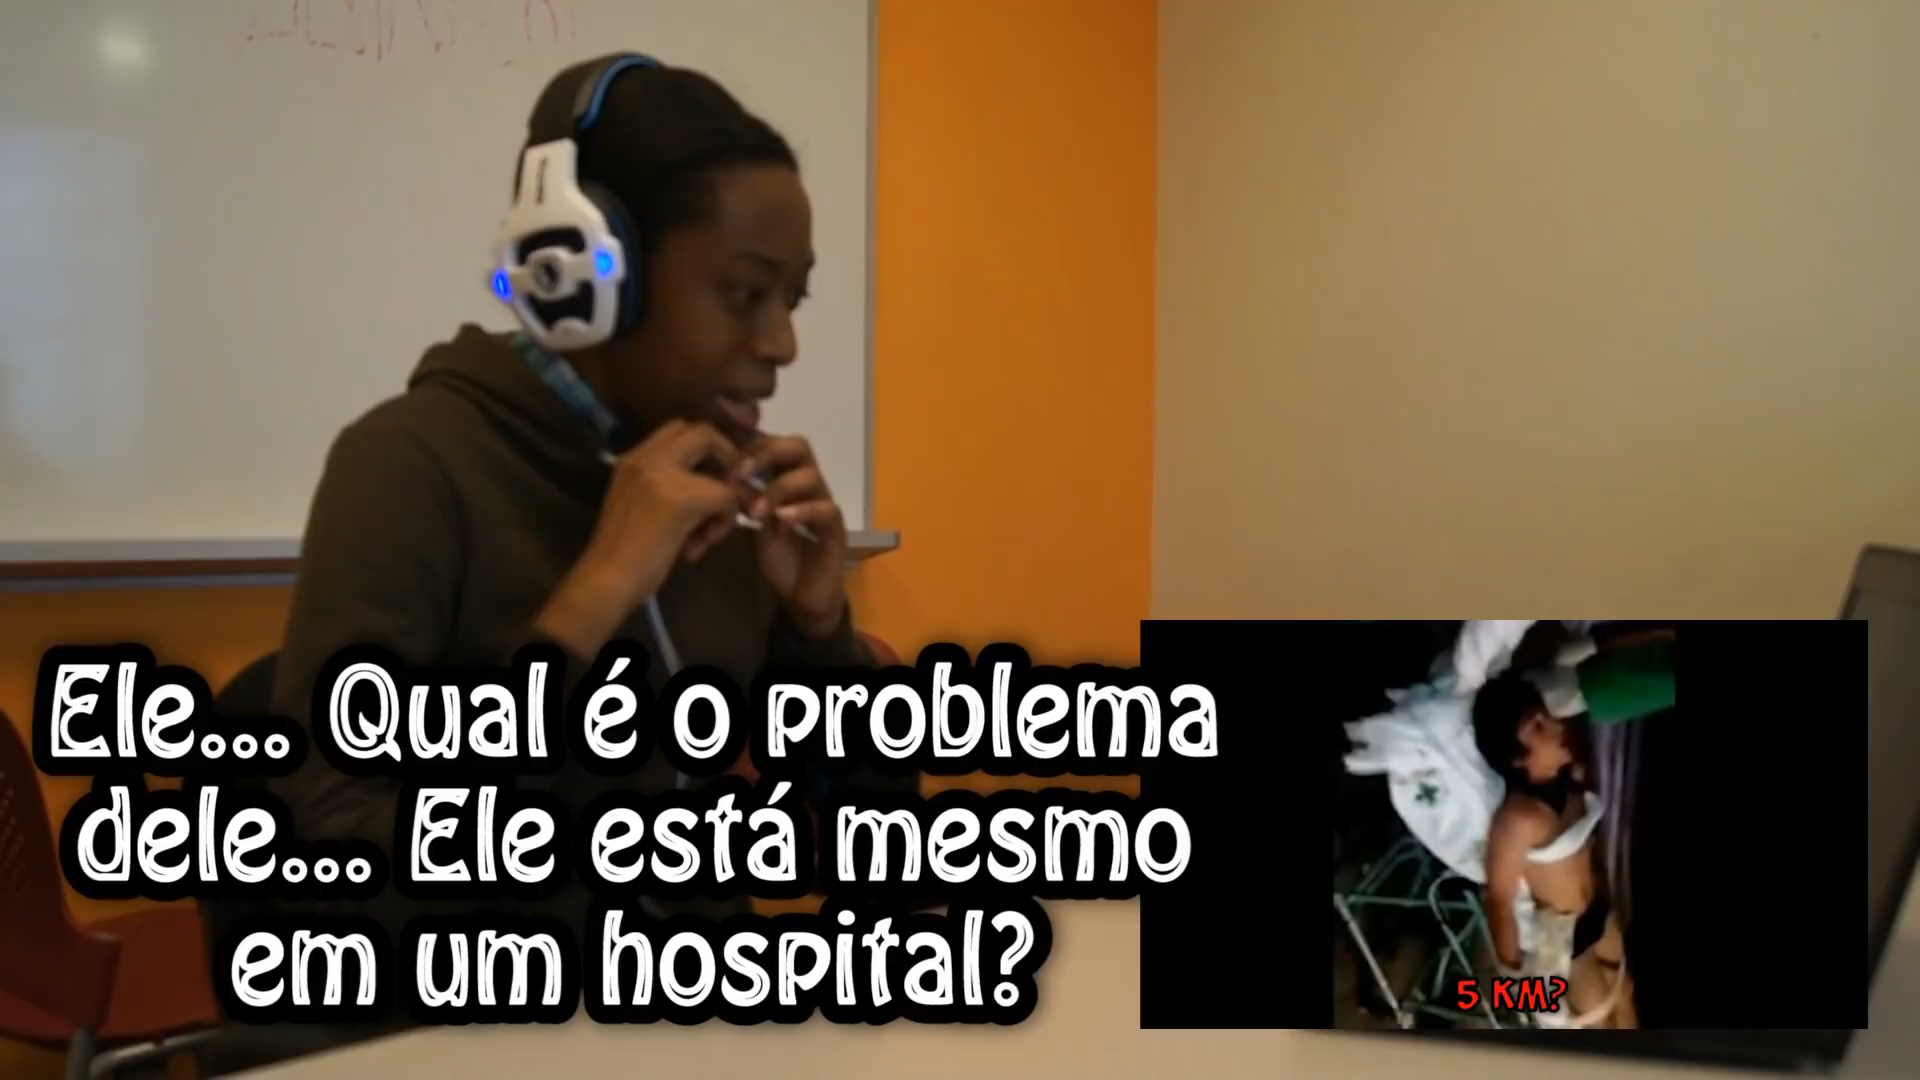 Ele... Qual é o problema
dele... Ele está mesmo
em um hospital?
5 KM?